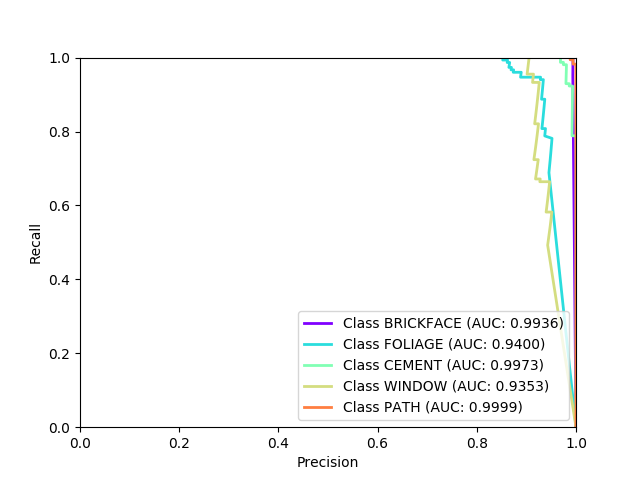 1.0
0.8
0.6
0.4
0.2
0.0
Recall
Class BRICKFACE (AUC: 0.9936)
Class FOLIAGE (AUC: 0.9400)
Class CEMENT (AUC: 0.9973)
Class WINDOW (AUC: 0.9353)
Class PATH (AUC: 0.9999)
0.0 0.2 0.4 0.6 0.8 1.0
Precision